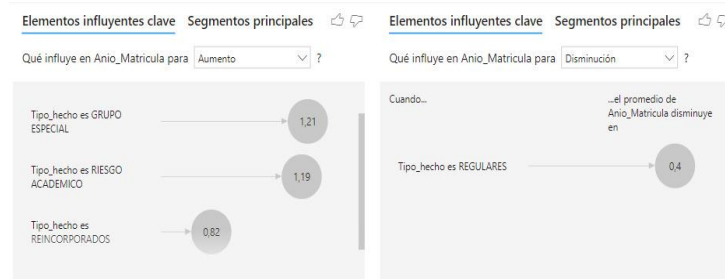 Elementos influyentes clave Segmentos principales
Qué influye en Anio_Matricula para Aumento ?
Tipo_hecho es GRUPO
ESPECIAL
1,21
Tipo_hecho es RIESGO
ACADEMICO
1,19
Tipo_hecho es
REINCORPORADOS
0,82
Elementos influyentes clave Segmentos principales
Qué influye en Anio_Matricula para Disminución ?
Cuando...
...el promedio de
Anio_Matricula disminuye
en
Tipo_hecho es REGULARES
0,4